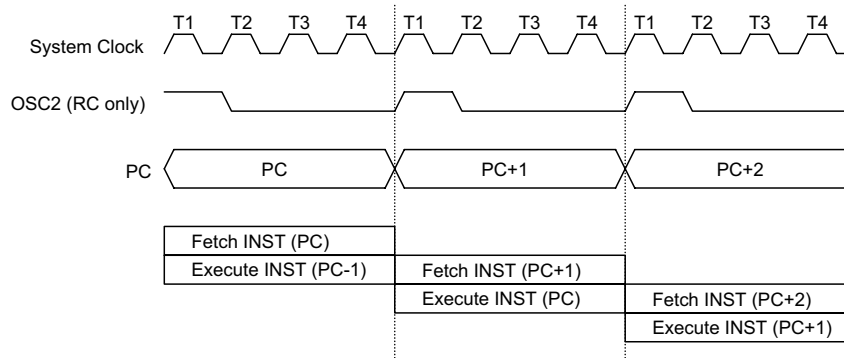 T1 T2 T3 T4 T1 T2 T3 T4 T1 T2 T3 T4
System Clock
OSC2 (RC only)
PC PC PC+1 PC+2
Fetch INST (PC)
Execute INST (PC-1) Fetch INST (PC+1)
Execute INST (PC) Fetch INST (PC+2)
Execute INST (PC+1)